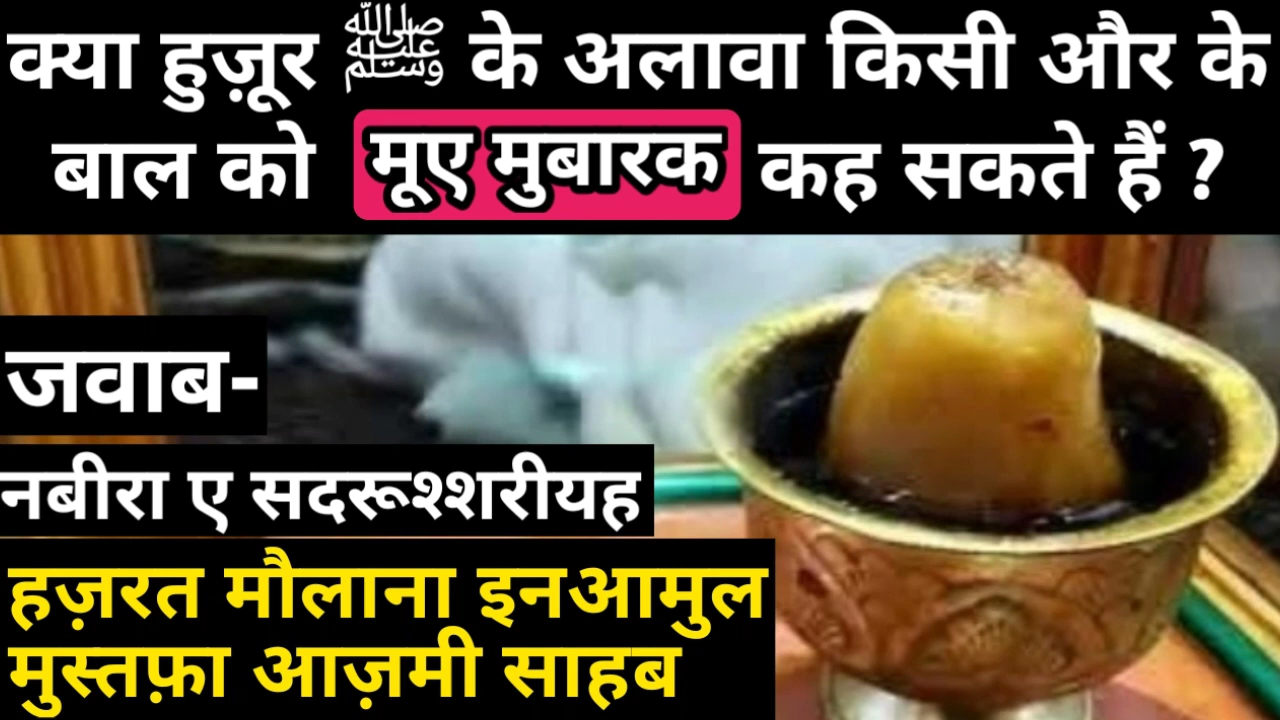 क्या हुज़ूर ﷺ के अलावा किसी और के
बाल को मूए मुबारक कह सकते हैं ?
जवाब-
नबीरा ए सदरूश्शरीयह
हज़रत मौलाना इनआमुल
मुस्तफ़ा आज़मी साहब